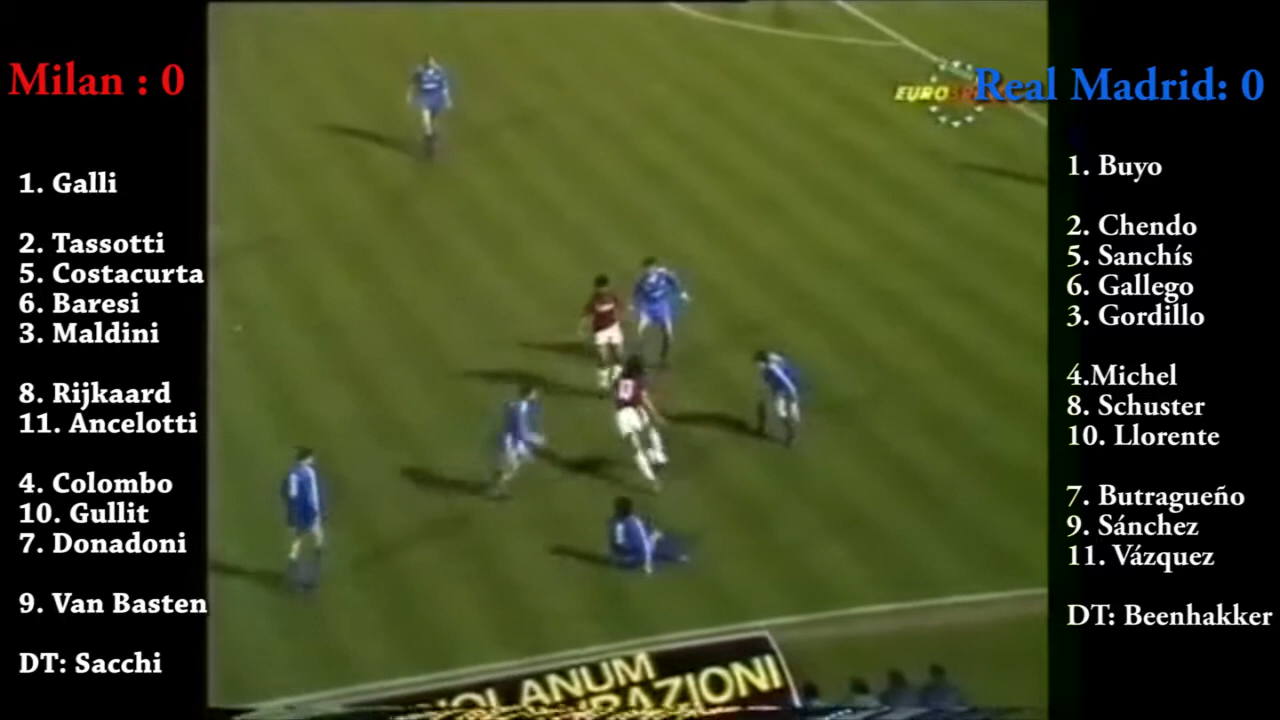 Milan : 0
1. Galli
2. Tassotti
5. Costacurta
6. Baresi
3. Maldini
8. Rijkaard
11. Ancelotti
4. Colombo
10. Gullit
7. Donadoni
9. Van Basten
DT: Sacchi
EURO
Real Madrid: 0
1. Buyo
2. Chendo
5. Sanchís
6. Gallego
3. Gordillo
4.Michel
8. Schuster
10. Llorente
7. Butragueño
9. Sánchez
11. Vázquez
DT: Beenhakker